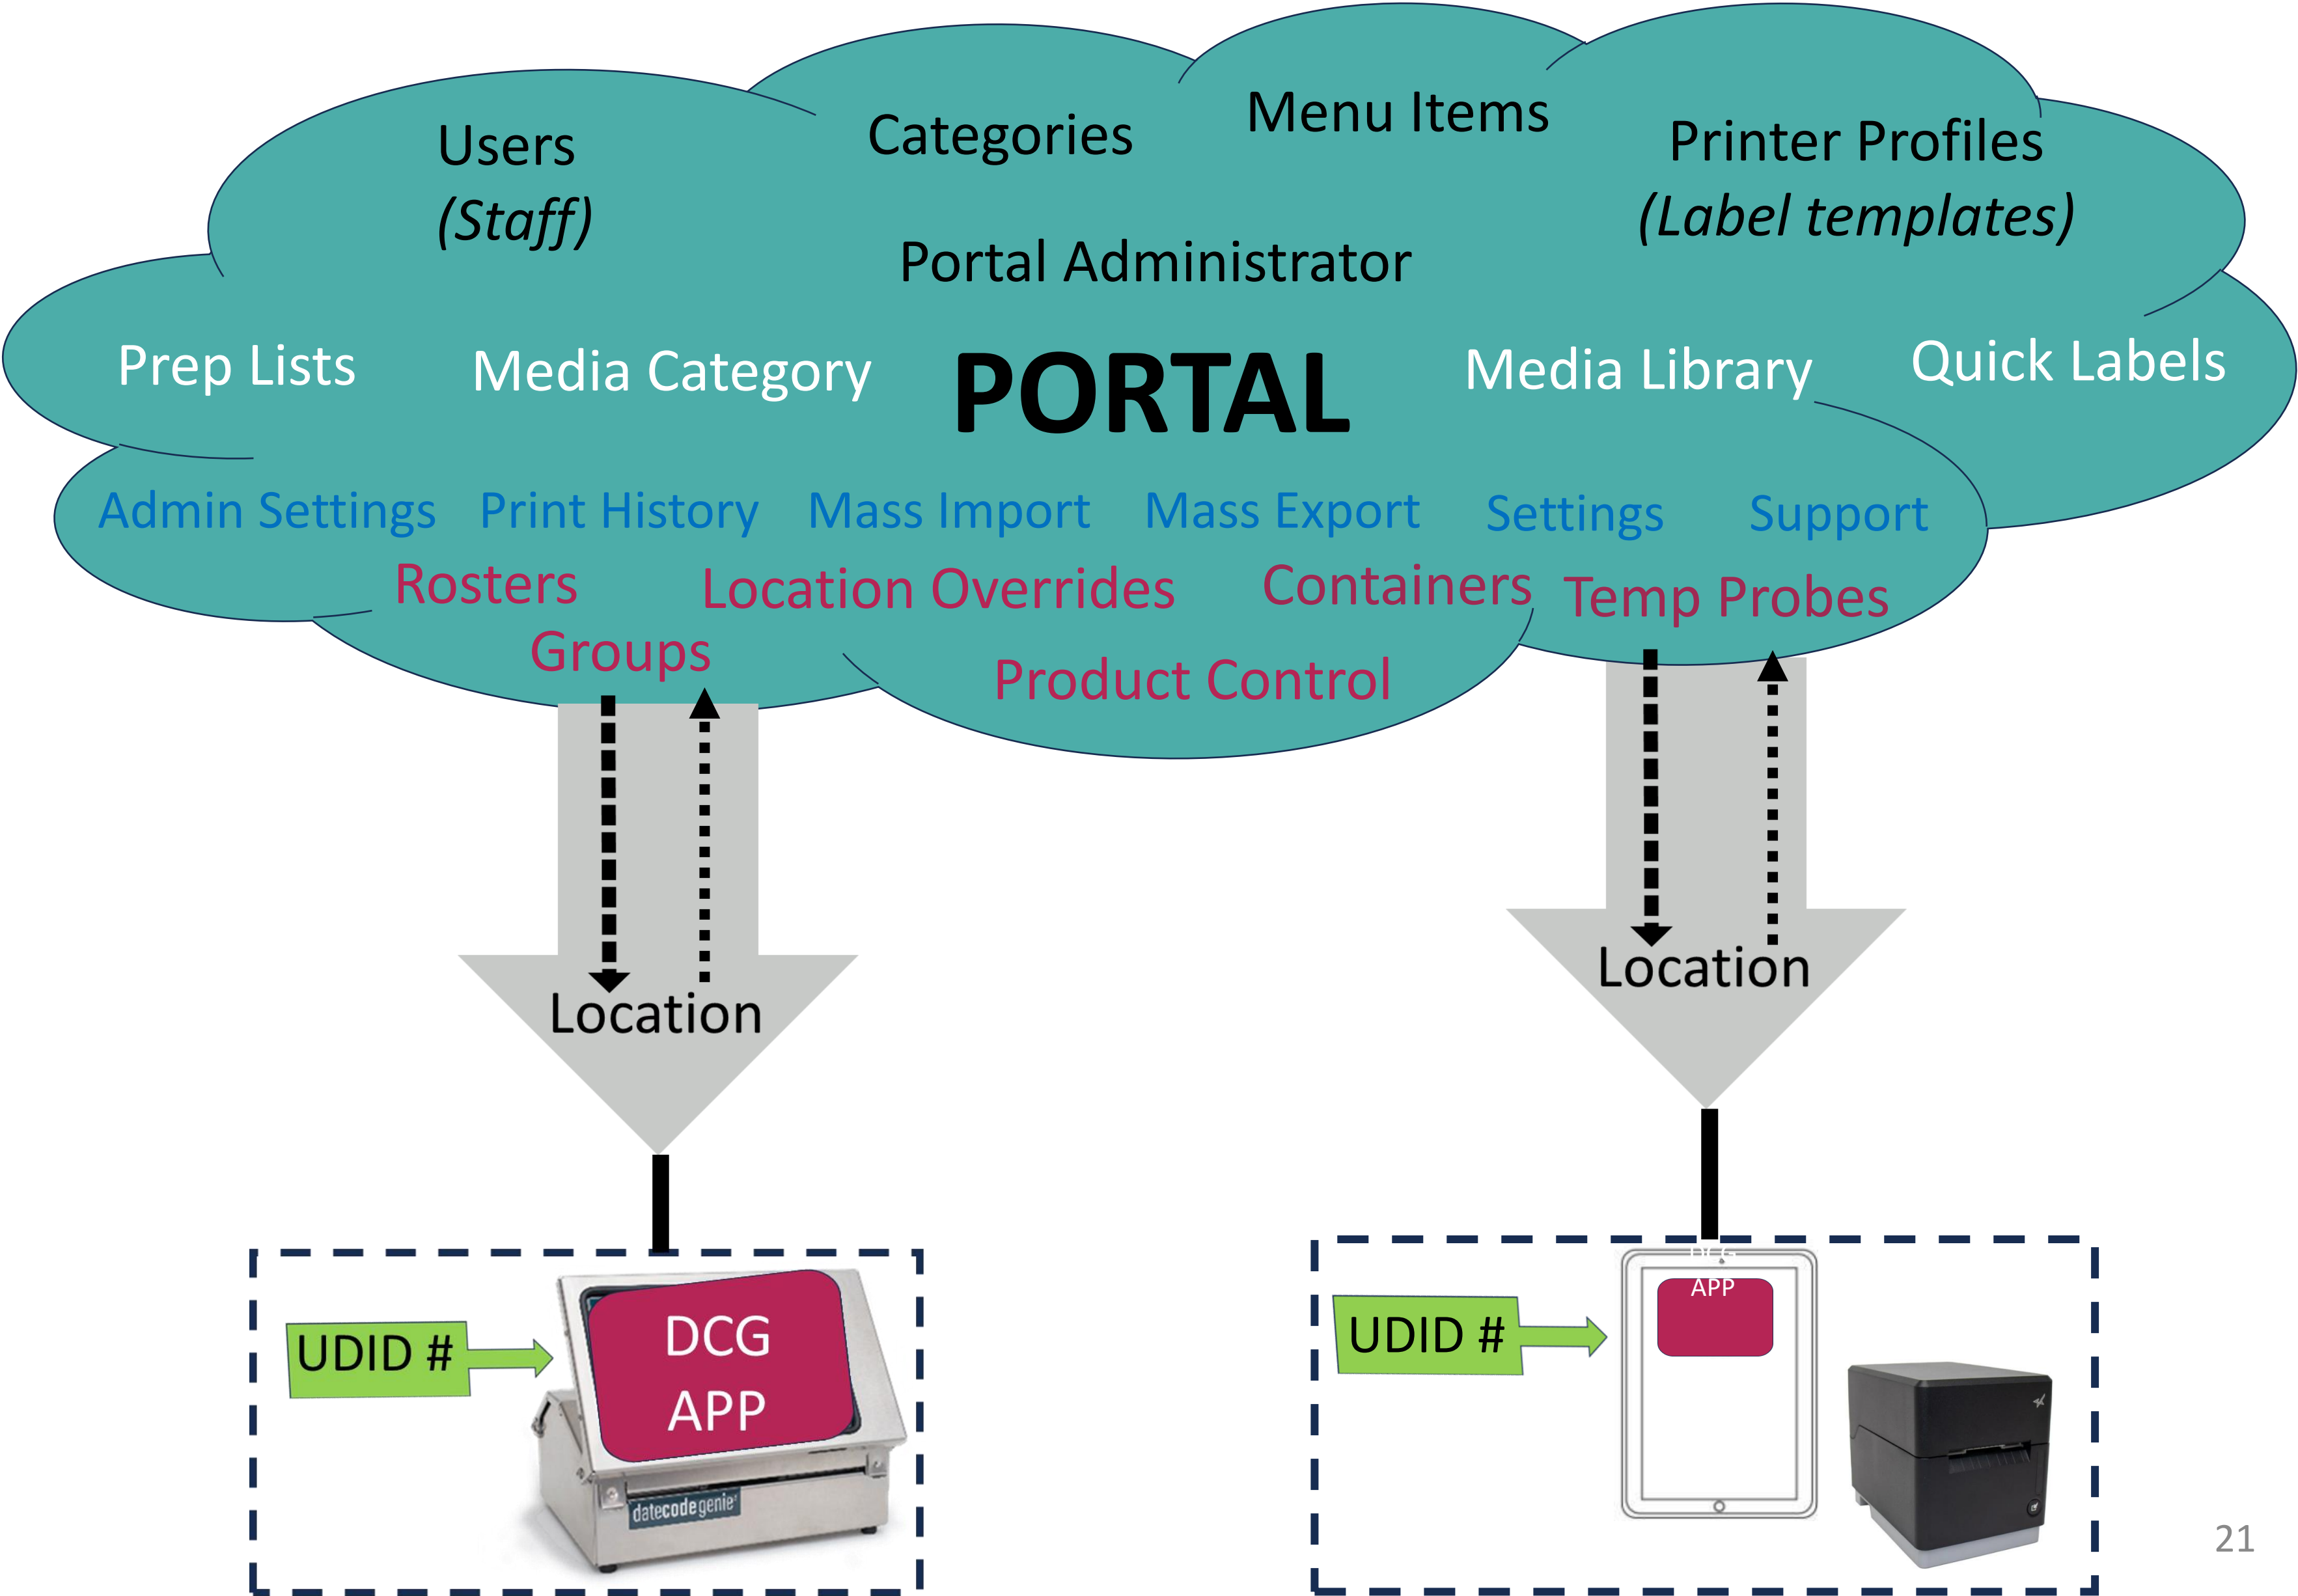 Users
(Staff)
Categories
Menu Items
Printer Profiles
(Label templates)
Portal Administrator
Prep Lists
Media Category
PORTAL
Media Library
Quick Labels
Admin Settings
Print History
Mass Import
Mass Export
Settings
Support
Rosters
Location Overrides
Containers
Temp Probes
Groups
Product Control
Location
Location
UDID #
DCG
APP
datecodegenie
UDID #
DCG
APP
21